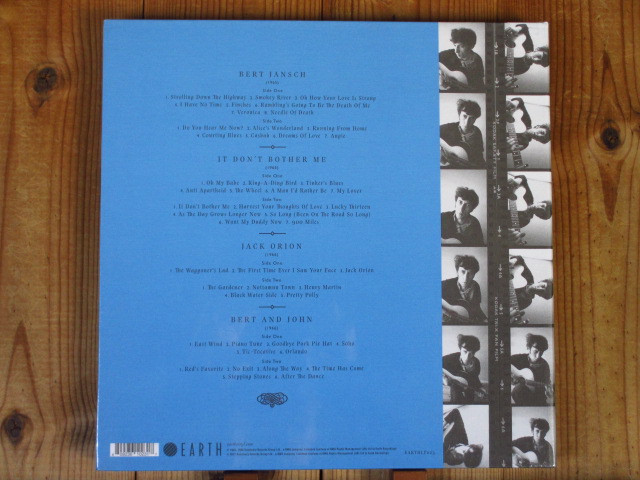 BERT JANSCH
(1965)
Side One
1. Strolling Down The Highway 2. Smokey River 3. Oh How Your Love Is Strong
4. I Have No Time 5. Finches 6. Rambling's Going To Be The Death Of Me
7. Veronica 8. Needle Of Death
Side Two
1. Do You Hear Me Now? 2. Alice's Wonderland 3. Running From Home
4. Courting Blues 5. Casbah 6. Dreams Of Love 7. Angie
IT DON'T BOTHER ME
Side One
1. Oh My Babe 2. Ring-A-Ding Bird 3. Tinker's Blues
4. Anti Apartheid 5. The Wheel 6. A Man I'd Rather Be 7. My Lover
Side Two
1. It Don't Bother Me 2. Harvest Your Thoughts Of Love 3. Lucky Thirteen
4. As The Day Grows Longer Now 5. So Long (Been On The Road So Long)
6. Want My Daddy Now 7. 900 Miles
JACK ORION
(1966)
Side One
1. The Waggoner's Lad 2. The First Time Ever I Saw Your Face 3. Jack Orion
Side Two
1. The Gardener 2. Nottamun Town 3. Henry Martin
4. Black Water Side 5. Pretty Polly
BERT AND JOHN
(1966)
Side One
1. East Wind 2. Piano Tune 3. Goodbye Pork Pie Hat 4. Soho
5. Tic-Tocative 6. Orlando
Side Two
1. Red's Favorite 2. No Exit 3. Along The Way 4. The Time Has Come
5. Stepping Stones 6. After The Dance
EARTH